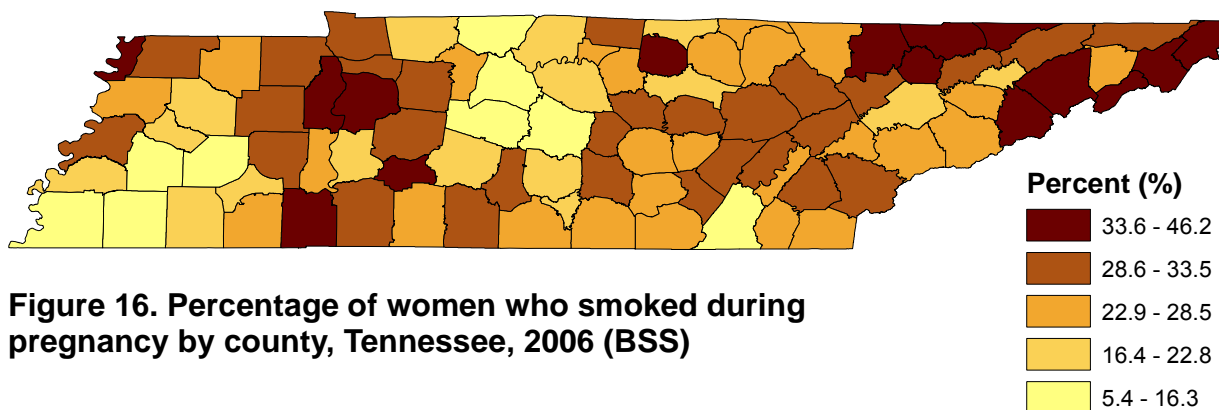 Percent (%)
33.6 - 46.2
28.6 - 33.5
22.9 - 28.5
16.4 - 22.8
5.4 - 16.3
Figure 16. Percentage of women who smoked during
pregnancy by county, Tennessee, 2006 (BSS)